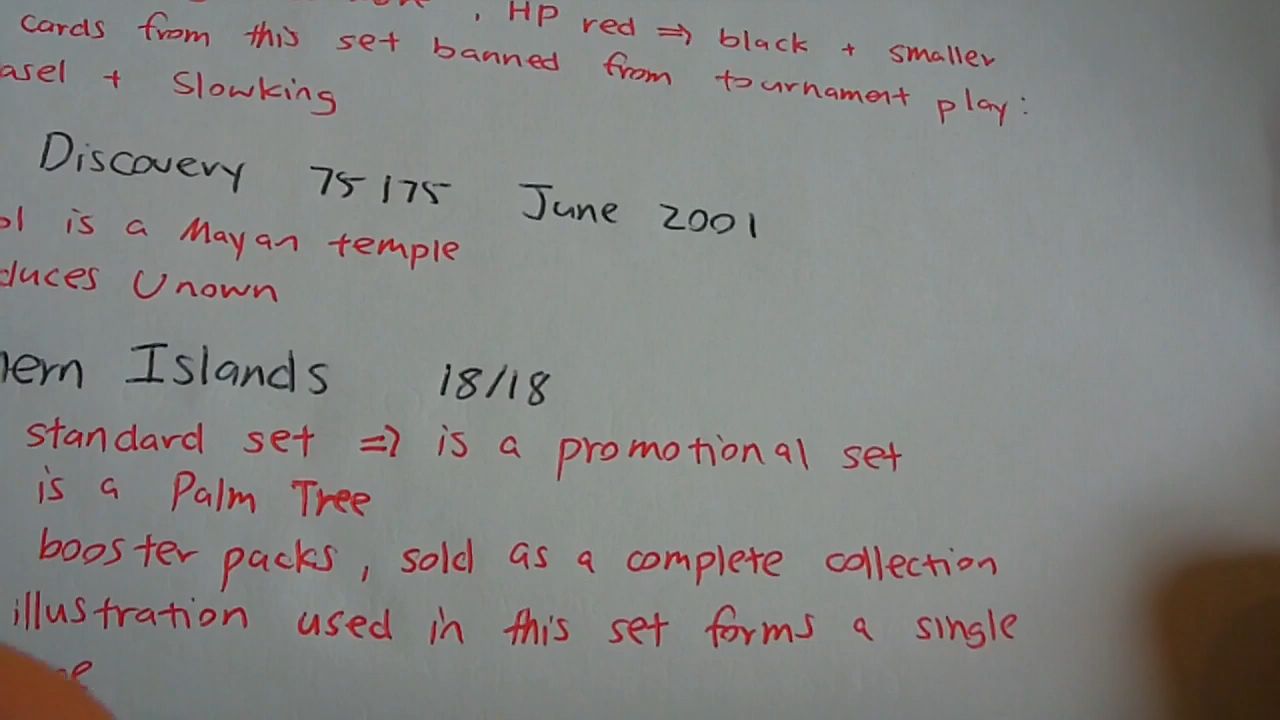 , HP red => black + smaller
cards from this set banned from tournament play:
asel + Slowking
Discovery 75/75 June 2001
ol is a Mayan temple
duces Unown
hern Islands 18/18
standard set => is a promotional set
is a Palm Tree
booster packs, sold as a complete collection
illustration used in this set forms a single